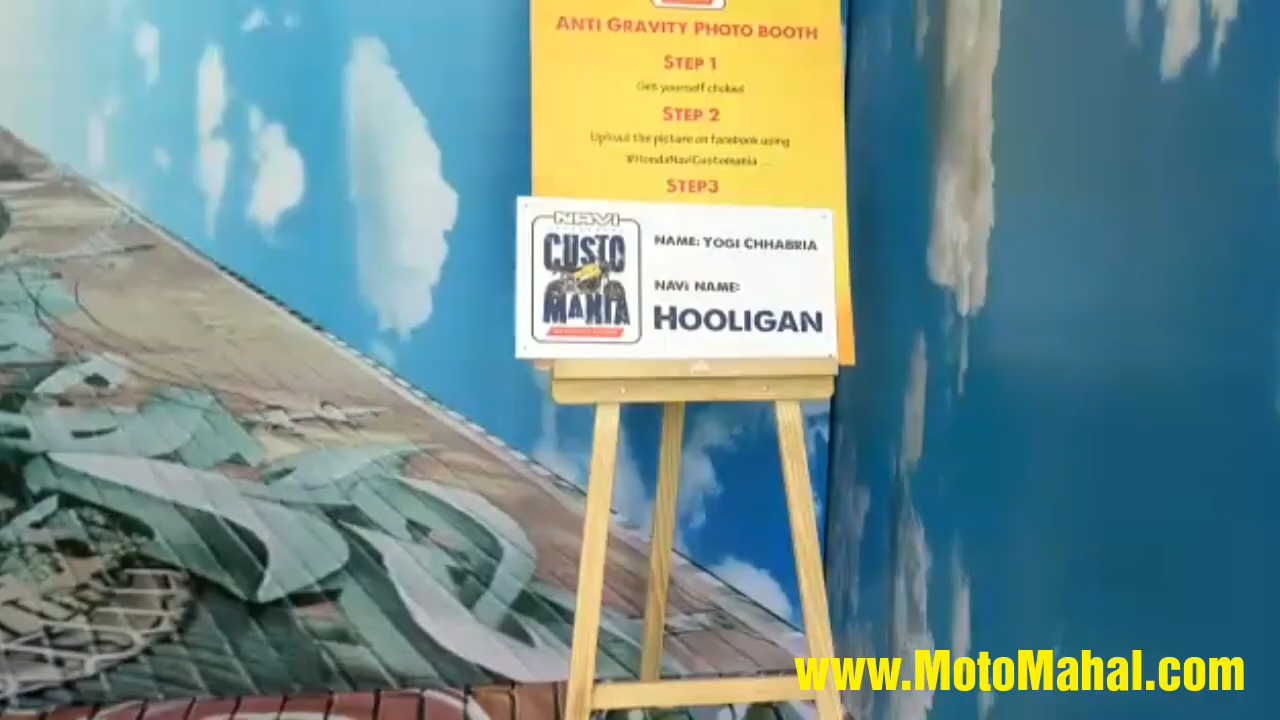 ANTI GRAVITY PHOTO BOOTH
STEP 1
Get yourself clicked
STEP 2
Upload the picture on facebook using
#HondaNaviCustomania
STEP3
NAVI
CUSTO
MANIA
NAME: YOGI CHHABRIA
NAVI NAME:
HOOLIGAN
www.MotoMahal.com